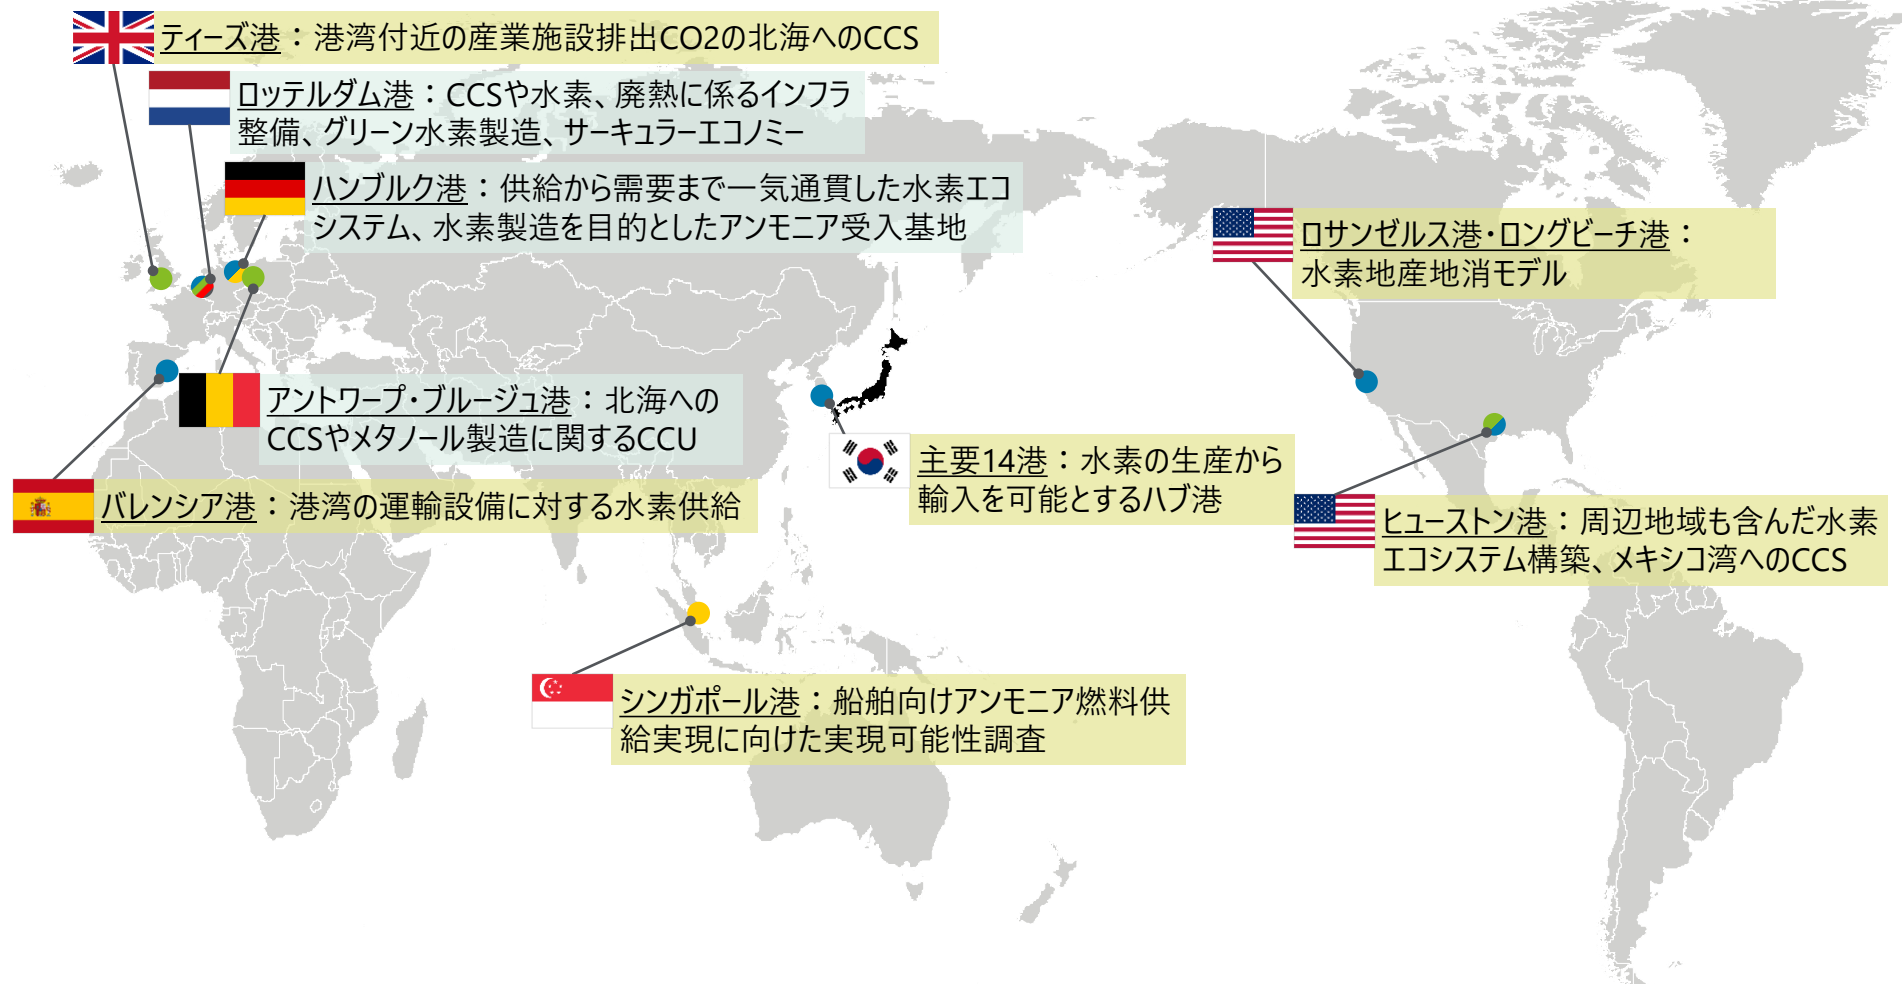 ティーズ港：港湾付近の産業施設排出CO2の北海へのCCS
ロッテルダム港：CCSや水素、廃熱に係るインフラ
整備、グリーン水素製造、サーキュラーエコノミー
ハンブルク港：供給から需要まで一気通貫した水素エコ
システム、水素製造を目的としたアンモニア受入基地
ロサンゼルス港・ロングビーチ港：
水素地産地消モデル
アントワープ・ブルージュ港：北海への
CCSやメタノール製造に関するCCU
主要14港：水素の生産から
輸入を可能とするハブ港
バレンシア港：港湾の運輸設備に対する水素供給
ヒューストン港：周辺地域も含んだ水素
エコシステム構築、メキシコ湾へのCCS
シンガポール港：船舶向けアンモニア燃料供
給実現に向けた実現可能性調査